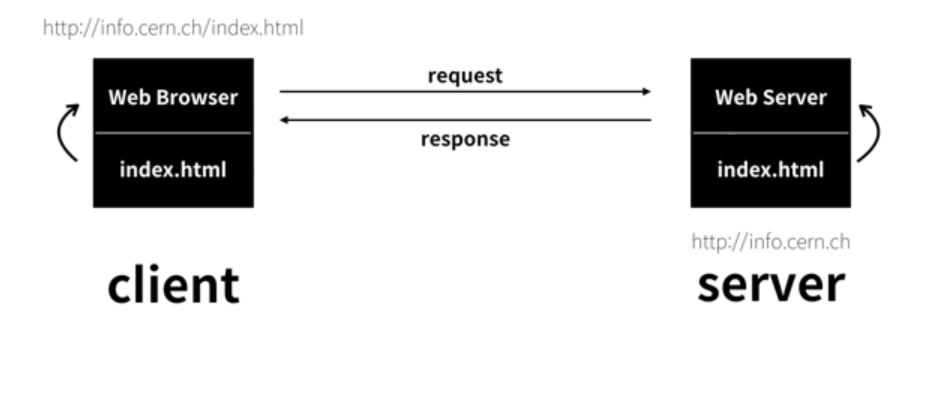 http://info.cern.ch/index.html
request
Web Browser
Web Server
response
index.html
index.html
http://info.cern.ch
client
server